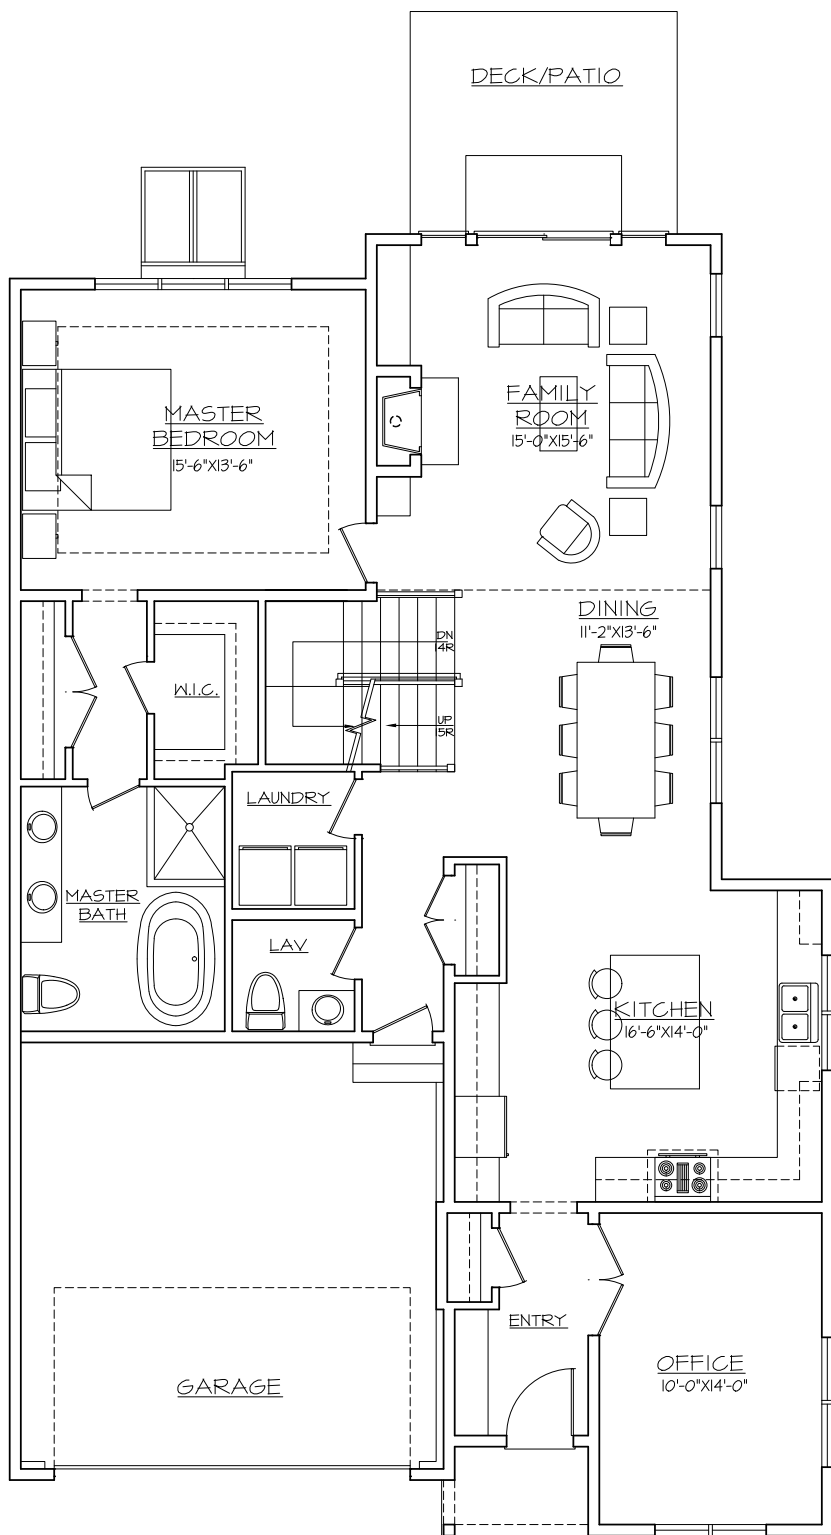 DECK/PATIO
FAMILY
ROOM
15'-0"X15'-6"
MASTER
BEDROOM
15'-6"X13'-6"
DINING
11'-2"X13'-6"
DN
14R
W.I.C.
UP
5R
LAUNDRY
MASTER
BATH
LAV
KITCHEN
16'-6"X14'-0"
ENTRY
OFFICE
10'-0"X14'-0"
GARAGE